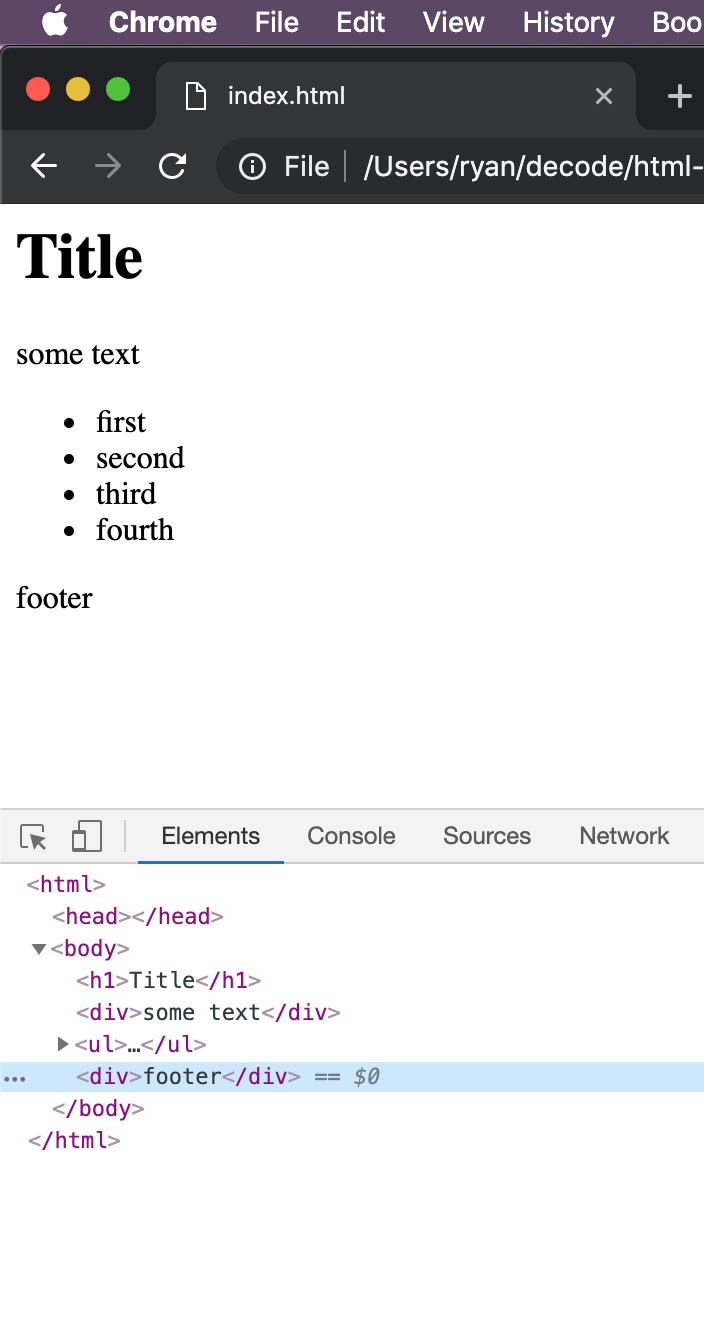 Chrome File Edit View History Boo
index.html
File /Users/ryan/decode/html-
Title
some text
• first
• second
• third
• fourth
footer
Elements Console Sources Network
<html>
<head></head>
<body>
<h1>Title</h1>
<div>some text</div>
<ul>…</ul>
<div>footer</div> == $0
</body>
</html>